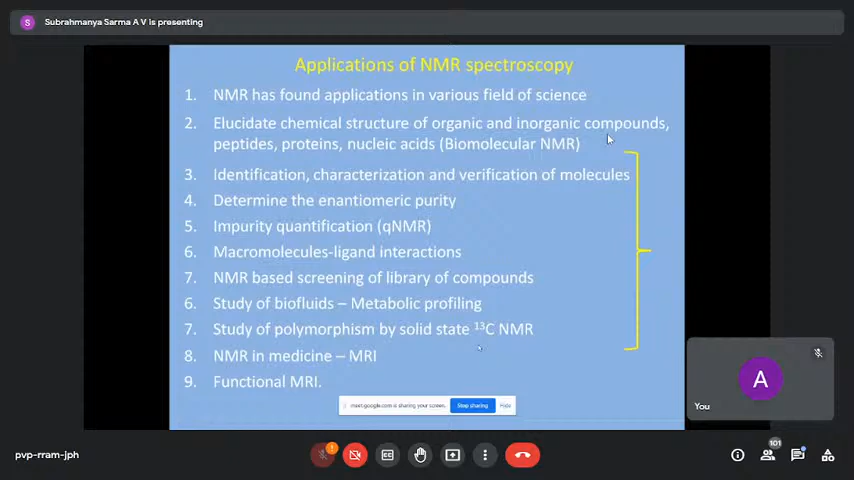 S Subrahmanya Sarma A V is presenting
Applications of NMR spectroscopy
1. NMR has found applications in various field of science
2. Elucidate chemical structure of organic and inorganic compounds,
peptides, proteins, nucleic acids (Biomolecular NMR)
3. Identification, characterization and verification of molecules
4. Determine the enantiomeric purity
5. Impurity quantification (qNMR)
6. Macromolecules-ligand interactions
7. NMR based screening of library of compounds
6. Study of biofluids – Metabolic profiling
7. Study of polymorphism by solid state ¹³C NMR
8. NMR in medicine – MRI
9. Functional MRI.
meet.google.com is sharing your screen. Stop sharing Hide
A
You
pvp-rram-jph
!
CC
101